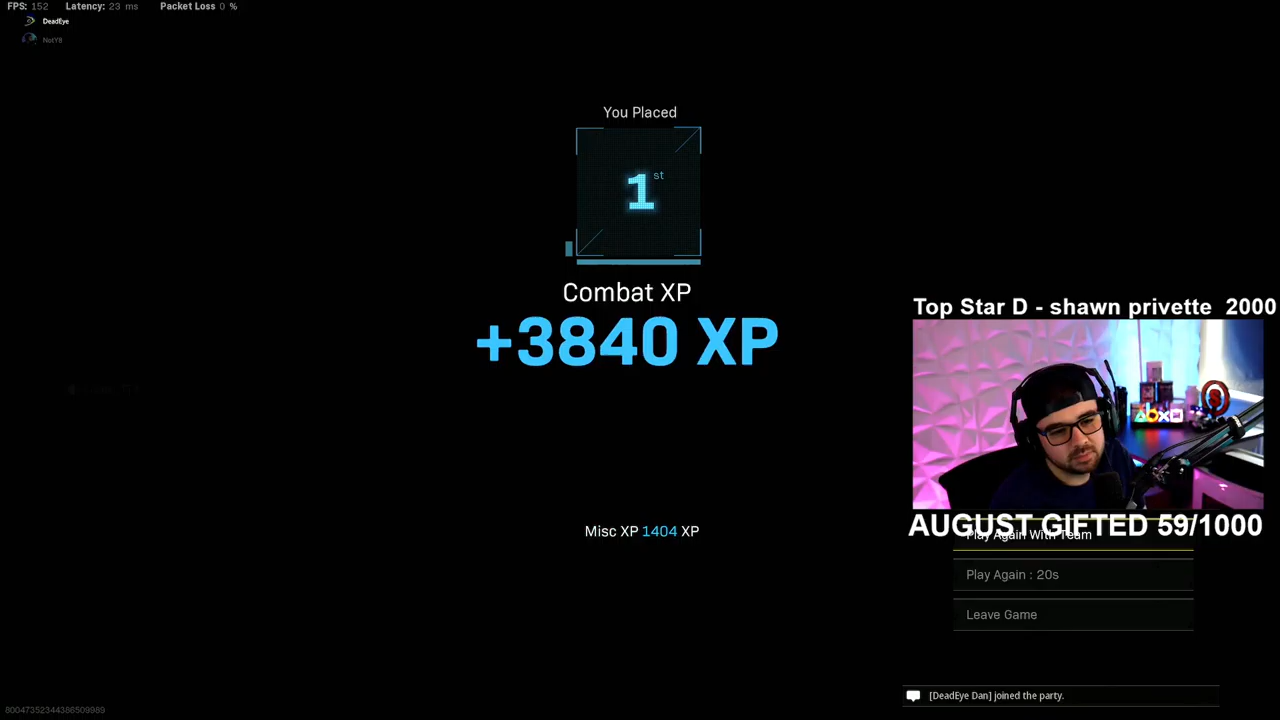 FPS: 152 Latency: 23 ms Packet Loss 0 %
DeadEye
NotYB
You Placed
1st
Combat XP
+3840 XP
Misc XP 1404 XP
Top Star D - shawn privette 2000
AUGUST GIFTED 59/1000
Play Again With Team
Play Again : 20s
Leave Game
[DeadEye Dan] joined the party.